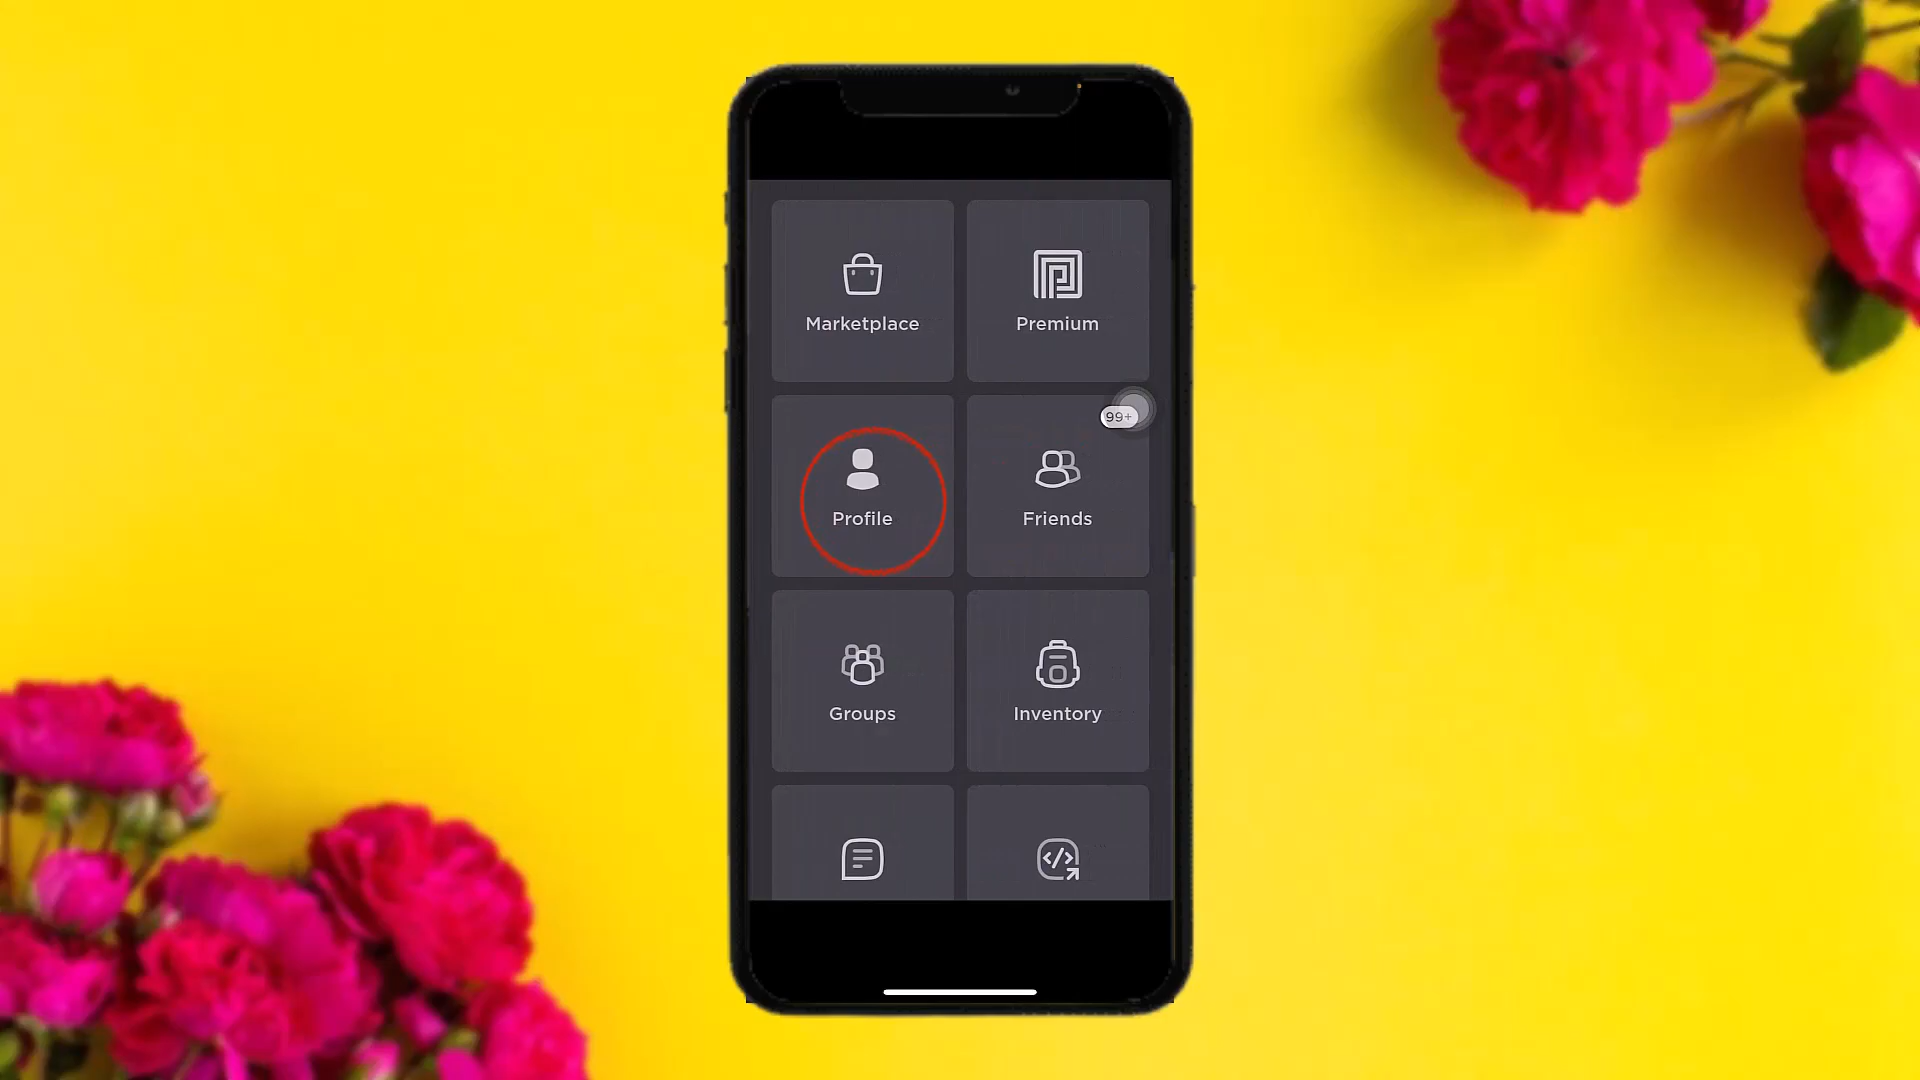 Marketplace
Premium
99+
Profile
Friends
Groups
Inventory